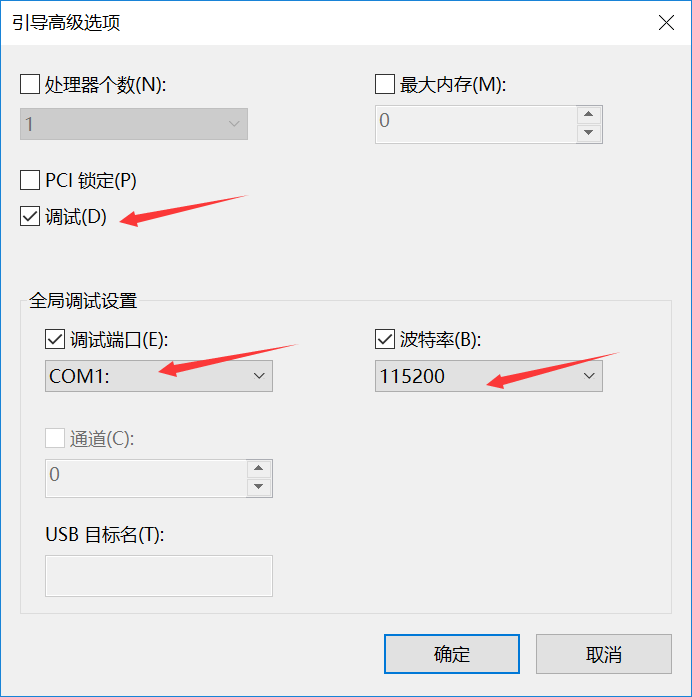 引导高级选项
处理器个数(N): 最大内存(M):
1 0
PCI 锁定(P)
调试(D)
全局调试设置
调试端口(E): 波特率(B):
COM1: 115200
通道(C):
0
USB 目标名(T):
确定 取消